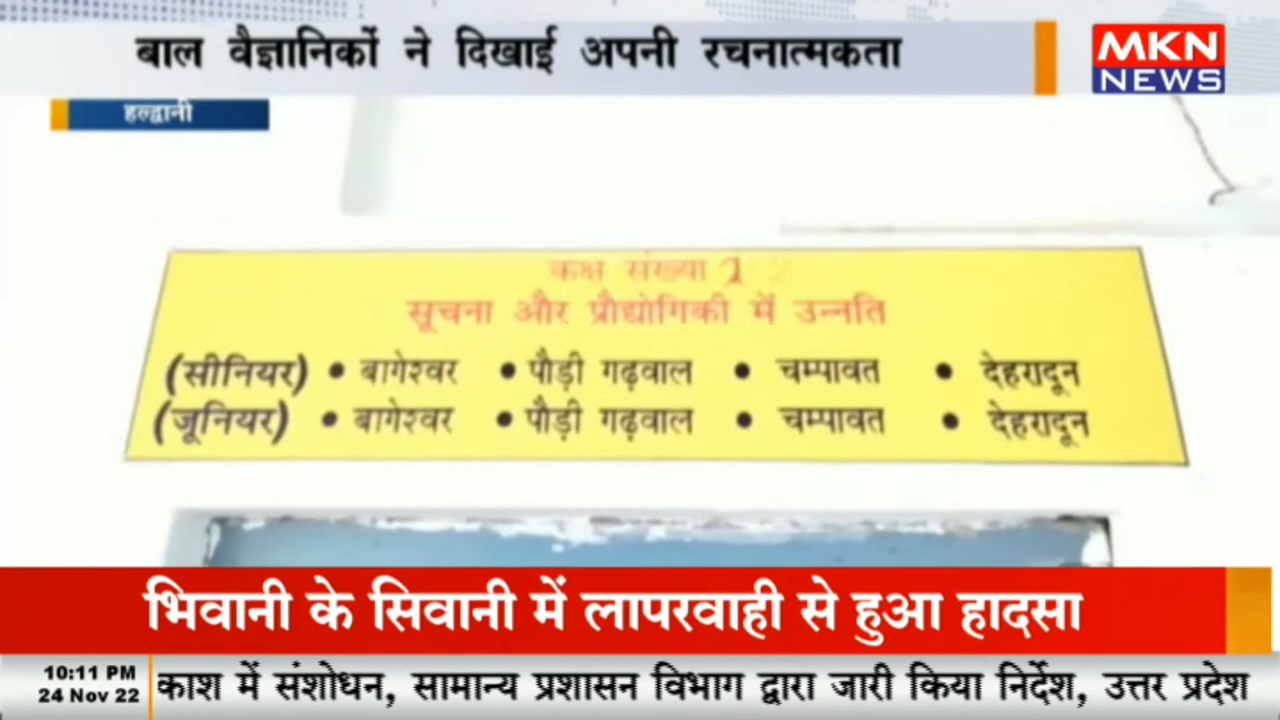 बाल वैज्ञानिकों ने दिखाई अपनी रचनात्मकता
MKN
NEWS
हल्द्वानी
कक्ष संख्या
सूचना और प्रौद्योगिकी में उन्नति
(सीनियर) • बागेश्वर • पौड़ी गढ़वाल • चम्पावत • देहरादून
(जूनियर) • बागेश्वर • पौड़ी गढ़वाल • चम्पावत • देहरादून
भिवानी के सिवानी में लापरवाही से हुआ हादसा
10:11 PM
24 Nov 22
काश में संशोधन, सामान्य प्रशासन विभाग द्वारा जारी किया निर्देश, उत्तर प्रदेश